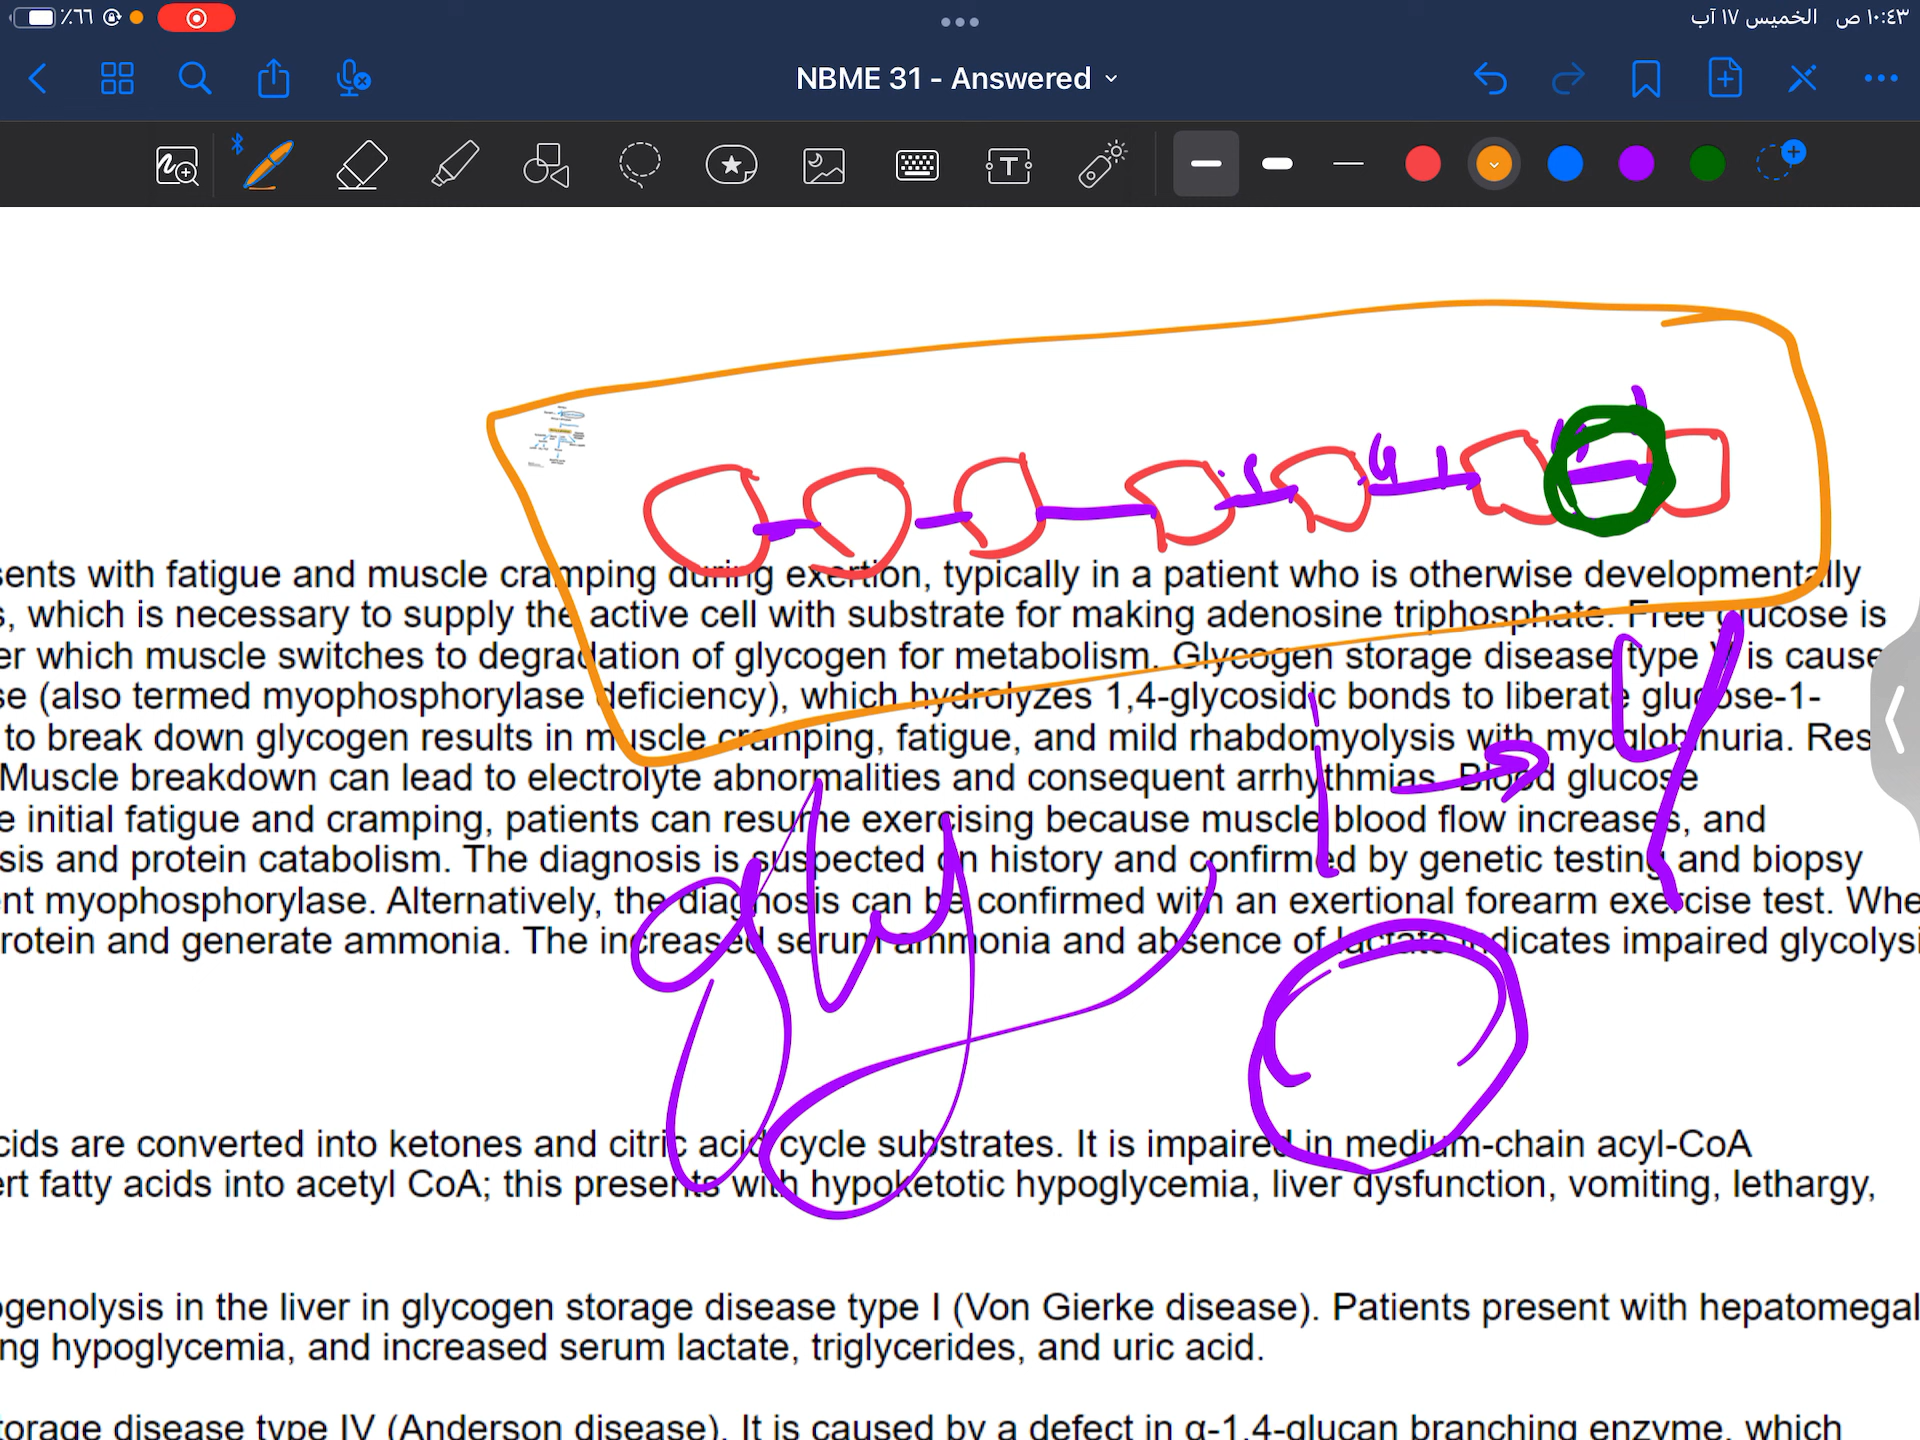 ٪٦٦ الخميس ١٧ آب ١٠:٤٣ ص
NBME 31 - Answered
T
4 1
sents with fatigue and muscle cramping during exertion, typically in a patient who is otherwise developmentally
s, which is necessary to supply the active cell with substrate for making adenosine triphosphate. Free glucose is
er which muscle switches to degradation of glycogen for metabolism. Glycogen storage disease type V is cause
se (also termed myophosphorylase deficiency), which hydrolyzes 1,4-glycosidic bonds to liberate glucose-1-
to break down glycogen results in muscle cramping, fatigue, and mild rhabdomyolysis with myoglobinuria. Res
Muscle breakdown can lead to electrolyte abnormalities and consequent arrhythmias. Blood glucose
e initial fatigue and cramping, patients can resume exercising because muscle blood flow increases, and
sis and protein catabolism. The diagnosis is suspected on history and confirmed by genetic testing and biopsy
nt myophosphorylase. Alternatively, the diagnosis can be confirmed with an exertional forearm exercise test. Whe
rotein and generate ammonia. The increased serum ammonia and absence of lactate indicates impaired glycolysi
1 → 4
cids are converted into ketones and citric acid cycle substrates. It is impaired in medium-chain acyl-CoA
ert fatty acids into acetyl CoA; this presents with hypoketotic hypoglycemia, liver dysfunction, vomiting, lethargy,
ogenolysis in the liver in glycogen storage disease type I (Von Gierke disease). Patients present with hepatomegal
ng hypoglycemia, and increased serum lactate, triglycerides, and uric acid.
torage disease type IV (Anderson disease). It is caused by a defect in α-1,4-glucan branching enzyme, which